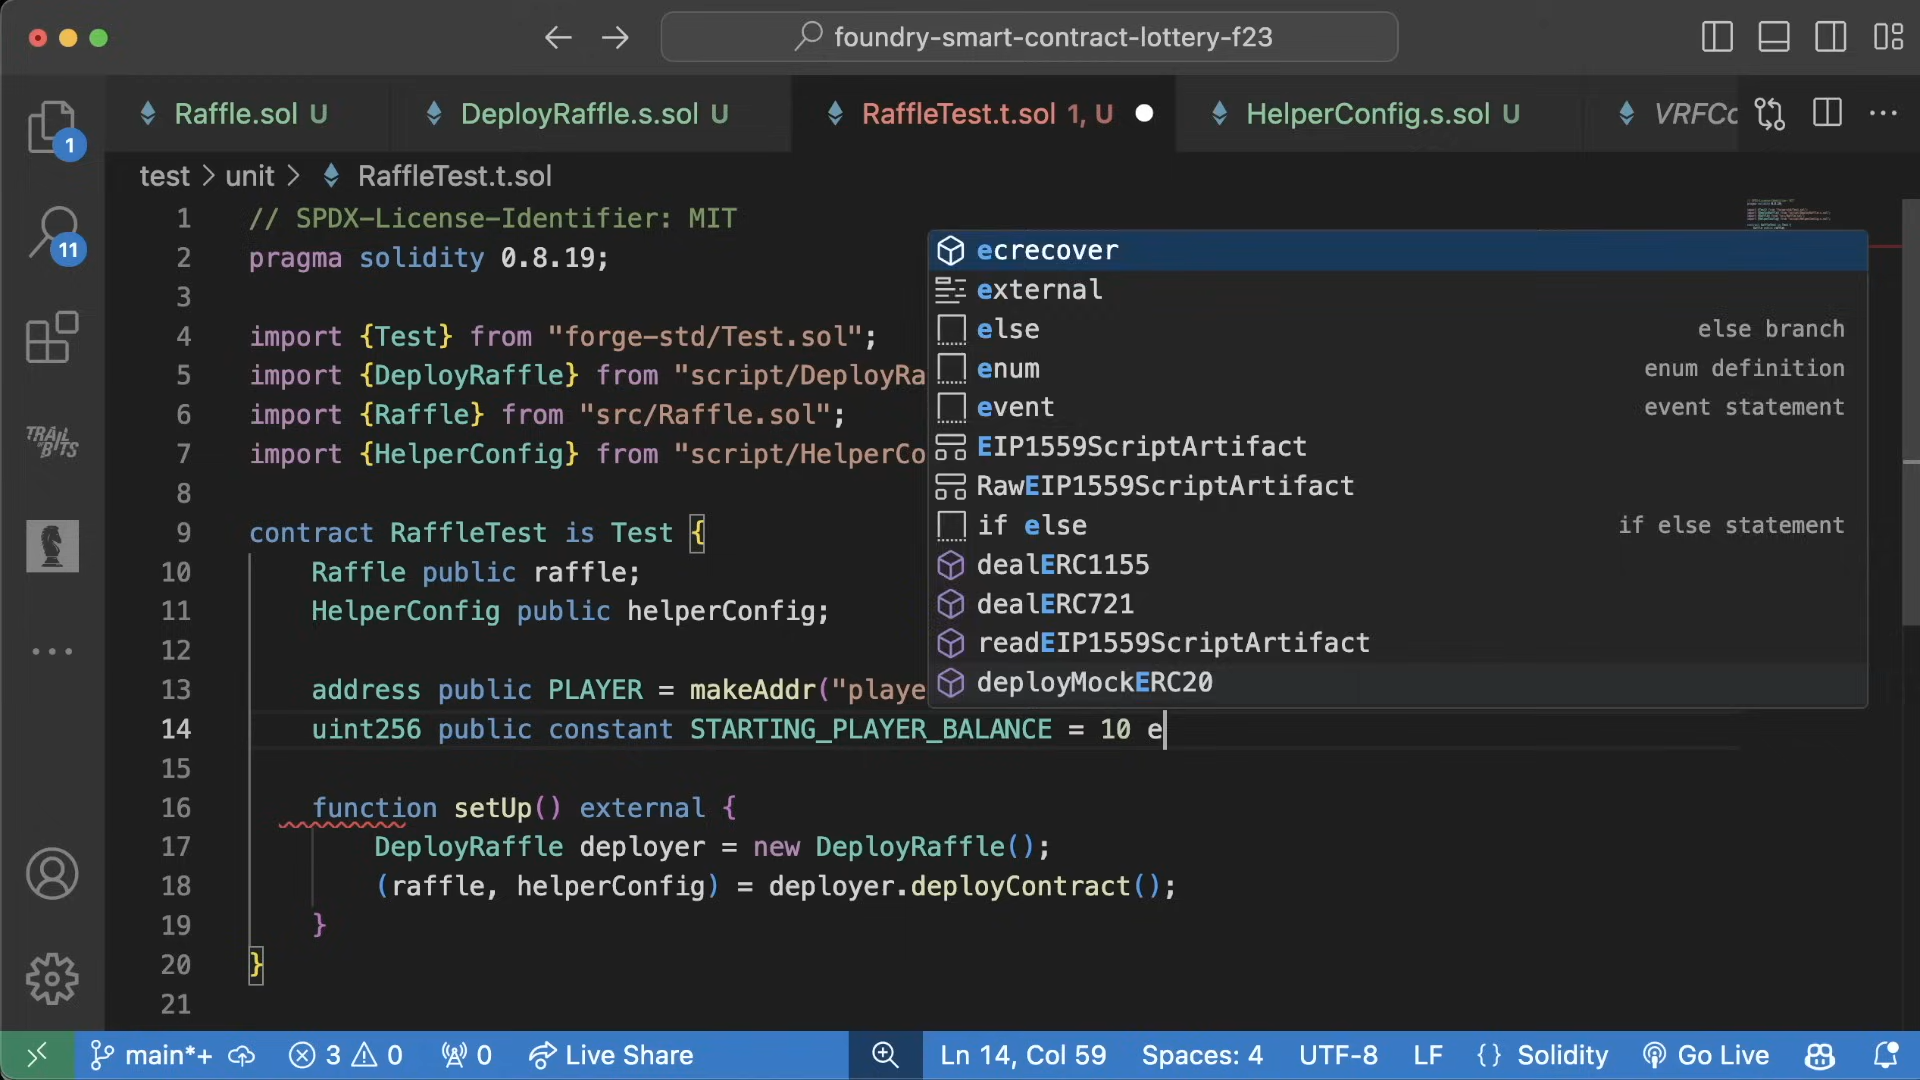 foundry-smart-contract-lottery-f23
Raffle.sol U
DeployRaffle.s.sol U
RaffleTest.t.sol 1, U
HelperConfig.s.sol U
VRFCo
1
test > unit > RaffleTest.t.sol
11
TRAIL OF BITS
1 // SPDX-License-Identifier: MIT
2 pragma solidity 0.8.19;
3
4 import {Test} from "forge-std/Test.sol";
5 import {DeployRaffle} from "script/DeployRa
6 import {Raffle} from "src/Raffle.sol";
7 import {HelperConfig} from "script/HelperCo
8
9 contract RaffleTest is Test {
10 Raffle public raffle;
11 HelperConfig public helperConfig;
12
13 address public PLAYER = makeAddr("playe
14 uint256 public constant STARTING_PLAYER_BALANCE = 10 e
15
16 function setUp() external {
17 DeployRaffle deployer = new DeployRaffle();
18 (raffle, helperConfig) = deployer.deployContract();
19 }
20 }
21
ecrecover
external
else else branch
enum enum definition
event event statement
EIP1559ScriptArtifact
RawEIP1559ScriptArtifact
if else if else statement
dealERC1155
dealERC721
readEIP1559ScriptArtifact
deployMockERC20
main*+ 3 0 0 Live Share Ln 14, Col 59 Spaces: 4 UTF-8 LF {} Solidity Go Live